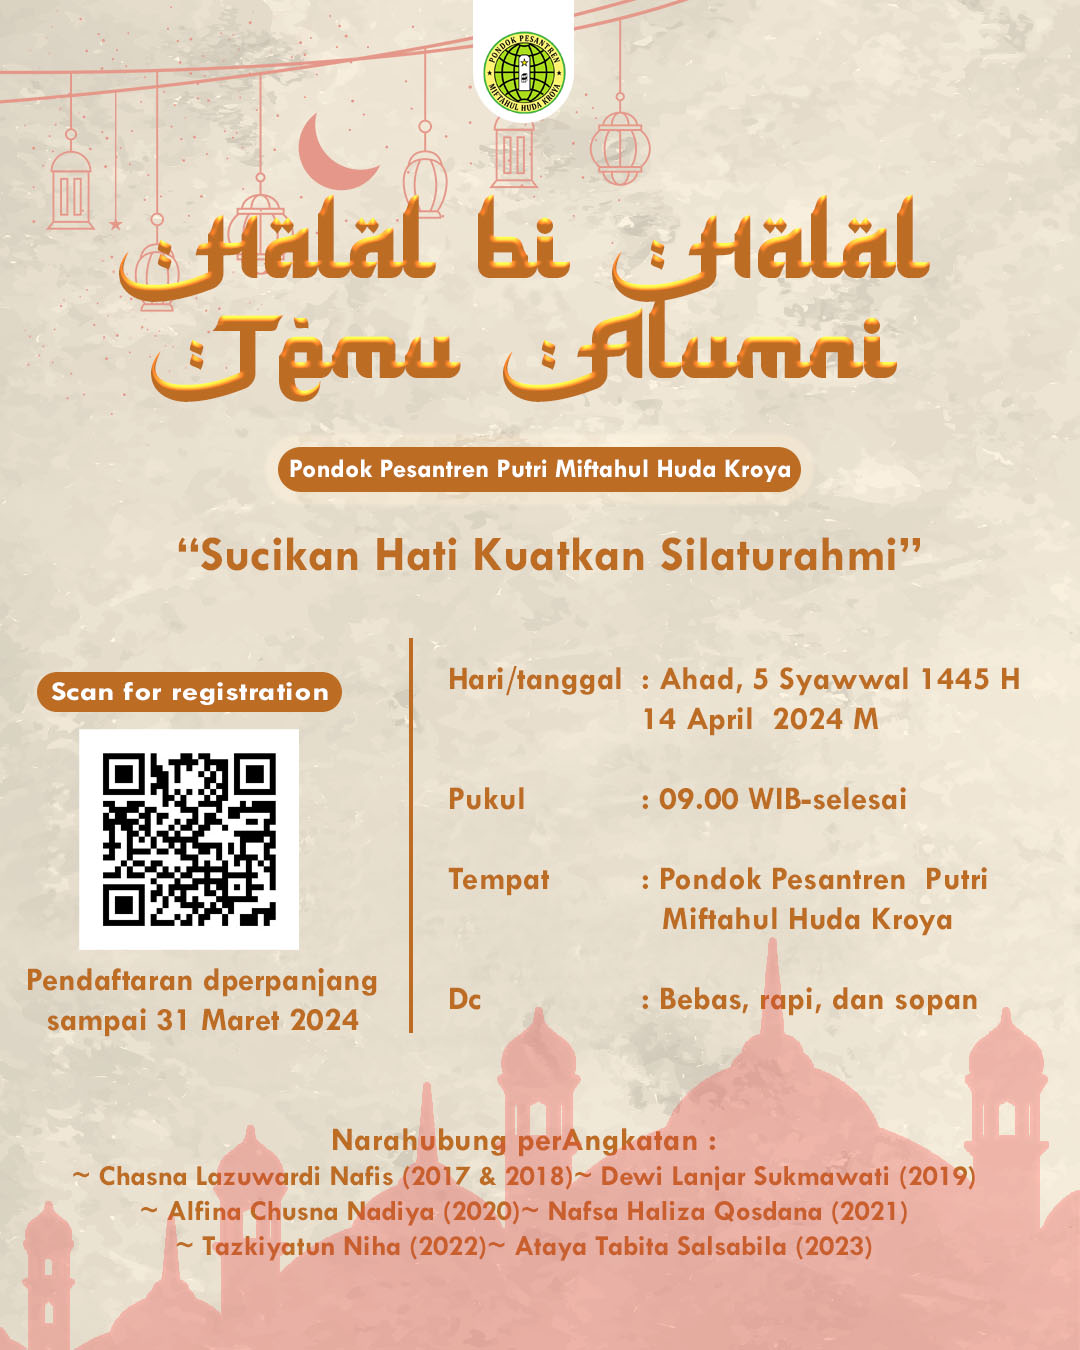 PONDOK PESANTREN
MIFTAHUL HUDA KROYA
Halal bi Halal
Temu Alumni
Pondok Pesantren Putri Miftahul Huda Kroya
“Sucikan Hati Kuatkan Silaturahmi”
Scan for registration
Pendaftaran dperpanjang
sampai 31 Maret 2024
Hari/tanggal : Ahad, 5 Syawwal 1445 H
14 April 2024 M
Pukul : 09.00 WIB-selesai
Tempat : Pondok Pesantren Putri
Miftahul Huda Kroya
Dc : Bebas, rapi, dan sopan
Narahubung perAngkatan :
~ Chasna Lazuwardi Nafis (2017 & 2018)~ Dewi Lanjar Sukmawati (2019)
~ Alfina Chusna Nadiya (2020)~ Nafsa Haliza Qosdana (2021)
~ Tazkiyatun Niha (2022)~ Ataya Tabita Salsabila (2023)